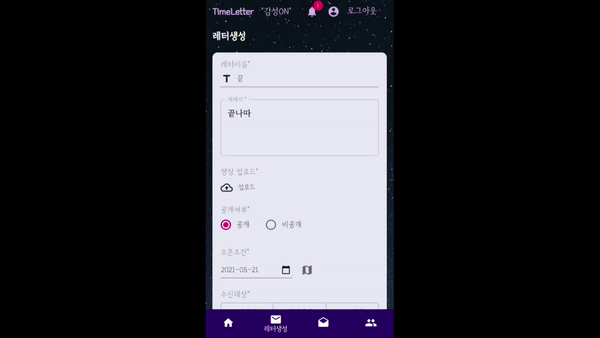 TimeLetter "감성ON" 1 로그아웃
레터생성
레터이름*
끝
메세지 *
끝나따
영상 업로드*
업로드
공개여부*
공개 비공개
오픈조건*
2021-05-21
수신대상*
레터생성